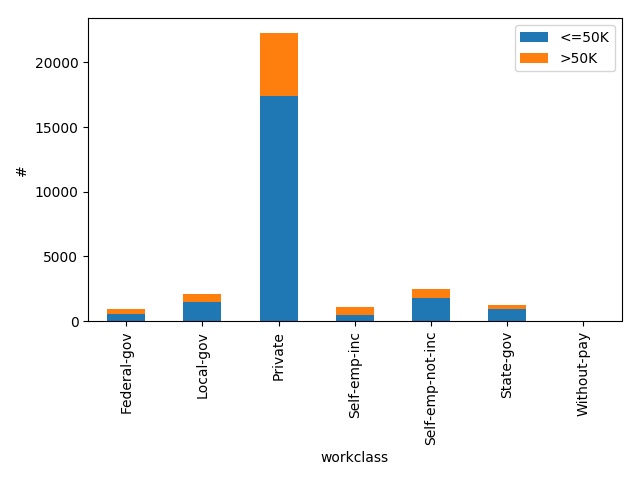 <=50K
>50K
20000
15000
10000
5000
0
#
Federal-gov
Local-gov
Private
Self-emp-inc
Self-emp-not-inc
State-gov
Without-pay
workclass